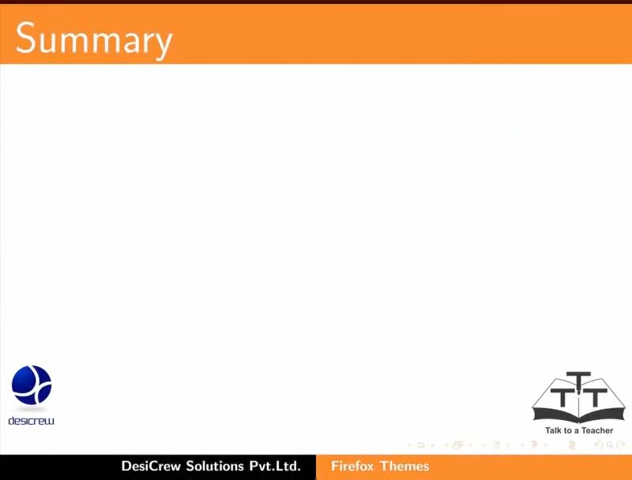 Summary
desicrew
T
T T
Talk to a Teacher
DesiCrew Solutions Pvt.Ltd.
Firefox Themes